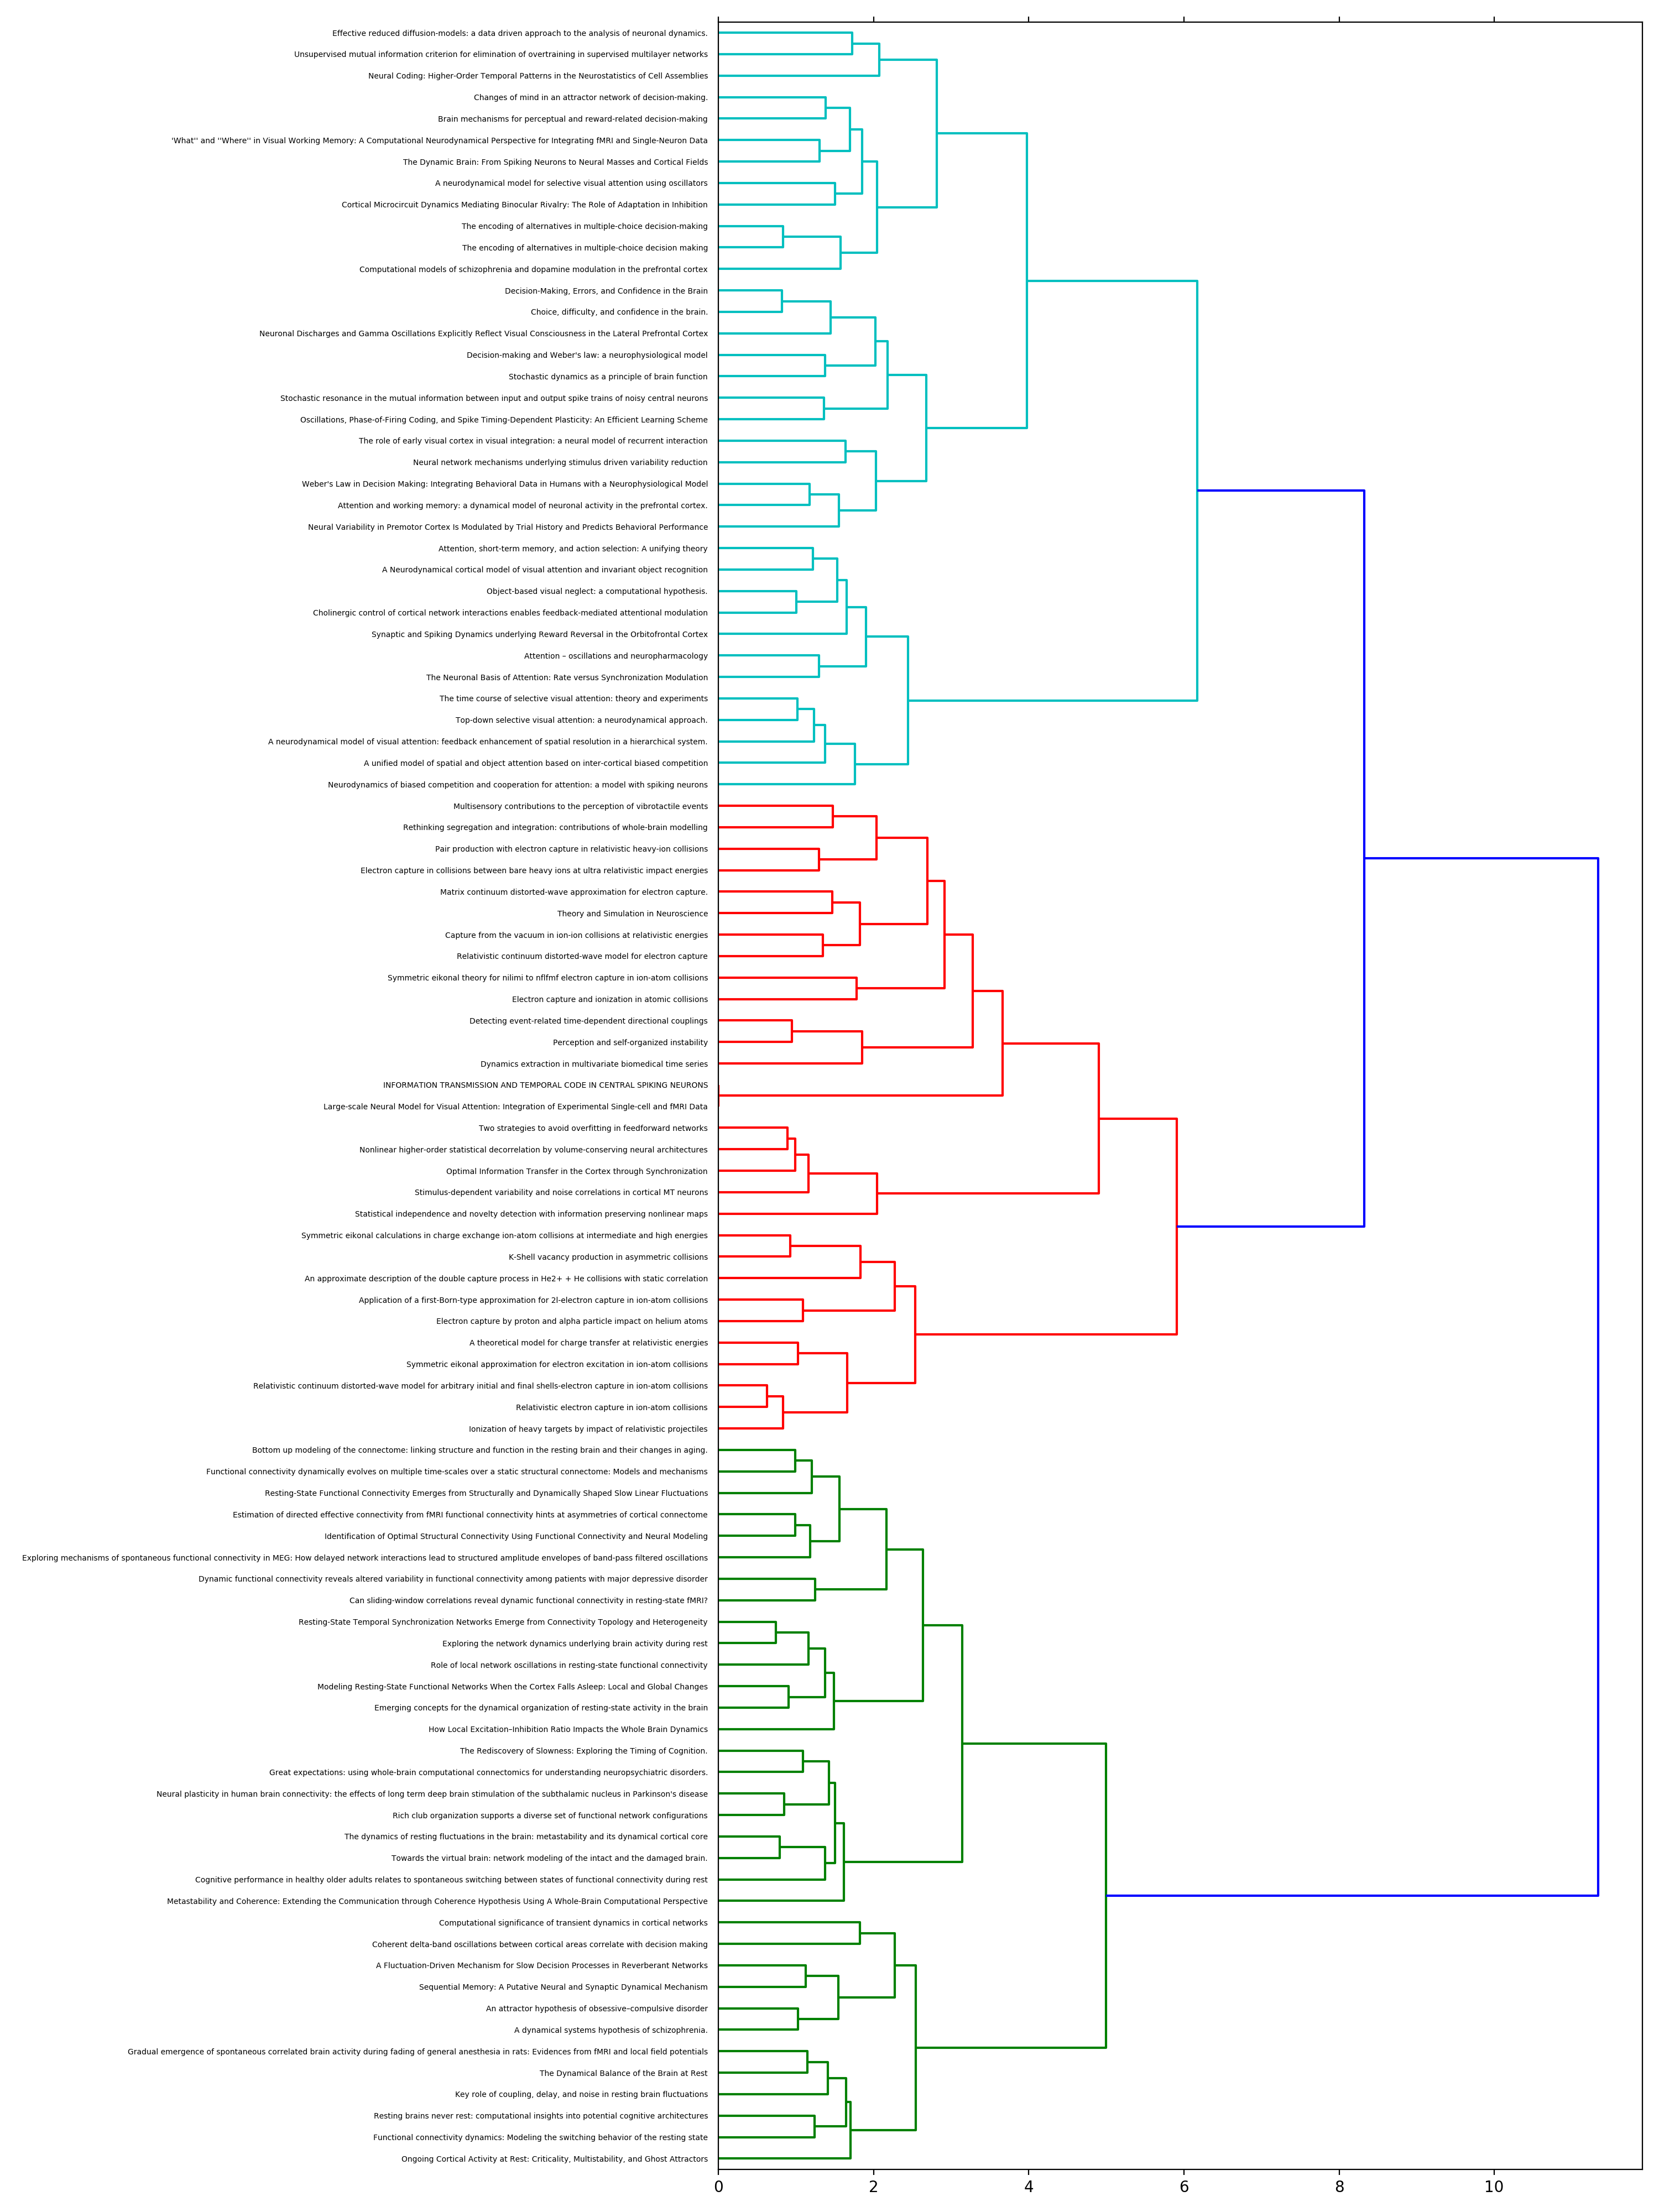 Effective reduced diffusion-models: a data driven approach to the analysis of neuronal dynamics.
Unsupervised mutual information criterion for elimination of overtraining in supervised multilayer networks
Neural Coding: Higher-Order Temporal Patterns in the Neurostatistics of Cell Assemblies
Changes of mind in an attractor network of decision-making.
Brain mechanisms for perceptual and reward-related decision-making
'What'' and ''Where'' in Visual Working Memory: A Computational Neurodynamical Perspective for Integrating fMRI and Single-Neuron Data
The Dynamic Brain: From Spiking Neurons to Neural Masses and Cortical Fields
A neurodynamical model for selective visual attention using oscillators
Cortical Microcircuit Dynamics Mediating Binocular Rivalry: The Role of Adaptation in Inhibition
The encoding of alternatives in multiple-choice decision-making
The encoding of alternatives in multiple-choice decision making
Computational models of schizophrenia and dopamine modulation in the prefrontal cortex
Decision-Making, Errors, and Confidence in the Brain
Choice, difficulty, and confidence in the brain.
Neuronal Discharges and Gamma Oscillations Explicitly Reflect Visual Consciousness in the Lateral Prefrontal Cortex
Decision-making and Weber's law: a neurophysiological model
Stochastic dynamics as a principle of brain function
Stochastic resonance in the mutual information between input and output spike trains of noisy central neurons
Oscillations, Phase-of-Firing Coding, and Spike Timing-Dependent Plasticity: An Efficient Learning Scheme
The role of early visual cortex in visual integration: a neural model of recurrent interaction
Neural network mechanisms underlying stimulus driven variability reduction
Weber's Law in Decision Making: Integrating Behavioral Data in Humans with a Neurophysiological Model
Attention and working memory: a dynamical model of neuronal activity in the prefrontal cortex.
Neural Variability in Premotor Cortex Is Modulated by Trial History and Predicts Behavioral Performance
Attention, short-term memory, and action selection: A unifying theory
A Neurodynamical cortical model of visual attention and invariant object recognition
Object-based visual neglect: a computational hypothesis.
Cholinergic control of cortical network interactions enables feedback-mediated attentional modulation
Synaptic and Spiking Dynamics underlying Reward Reversal in the Orbitofrontal Cortex
Attention – oscillations and neuropharmacology
The Neuronal Basis of Attention: Rate versus Synchronization Modulation
The time course of selective visual attention: theory and experiments
Top-down selective visual attention: a neurodynamical approach.
A neurodynamical model of visual attention: feedback enhancement of spatial resolution in a hierarchical system.
A unified model of spatial and object attention based on inter-cortical biased competition
Neurodynamics of biased competition and cooperation for attention: a model with spiking neurons
Multisensory contributions to the perception of vibrotactile events
Rethinking segregation and integration: contributions of whole-brain modelling
Pair production with electron capture in relativistic heavy-ion collisions
Electron capture in collisions between bare heavy ions at ultra relativistic impact energies
Matrix continuum distorted-wave approximation for electron capture.
Theory and Simulation in Neuroscience
Capture from the vacuum in ion-ion collisions at relativistic energies
Relativistic continuum distorted-wave model for electron capture
Symmetric eikonal theory for nilimi to nflfmf electron capture in ion-atom collisions
Electron capture and ionization in atomic collisions
Detecting event-related time-dependent directional couplings
Perception and self-organized instability
Dynamics extraction in multivariate biomedical time series
INFORMATION TRANSMISSION AND TEMPORAL CODE IN CENTRAL SPIKING NEURONS
Large-scale Neural Model for Visual Attention: Integration of Experimental Single-cell and fMRI Data
Two strategies to avoid overfitting in feedforward networks
Nonlinear higher-order statistical decorrelation by volume-conserving neural architectures
Optimal Information Transfer in the Cortex through Synchronization
Stimulus-dependent variability and noise correlations in cortical MT neurons
Statistical independence and novelty detection with information preserving nonlinear maps
Symmetric eikonal calculations in charge exchange ion-atom collisions at intermediate and high energies
K-Shell vacancy production in asymmetric collisions
An approximate description of the double capture process in He2+ + He collisions with static correlation
Application of a first-Born-type approximation for 2l-electron capture in ion-atom collisions
Electron capture by proton and alpha particle impact on helium atoms
A theoretical model for charge transfer at relativistic energies
Symmetric eikonal approximation for electron excitation in ion-atom collisions
Relativistic continuum distorted-wave model for arbitrary initial and final shells-electron capture in ion-atom collisions
Relativistic electron capture in ion-atom collisions
Ionization of heavy targets by impact of relativistic projectiles
Bottom up modeling of the connectome: linking structure and function in the resting brain and their changes in aging.
Functional connectivity dynamically evolves on multiple time-scales over a static structural connectome: Models and mechanisms
Resting-State Functional Connectivity Emerges from Structurally and Dynamically Shaped Slow Linear Fluctuations
Estimation of directed effective connectivity from fMRI functional connectivity hints at asymmetries of cortical connectome
Identification of Optimal Structural Connectivity Using Functional Connectivity and Neural Modeling
Exploring mechanisms of spontaneous functional connectivity in MEG: How delayed network interactions lead to structured amplitude envelopes of band-pass filtered oscillations
Dynamic functional connectivity reveals altered variability in functional connectivity among patients with major depressive disorder
Can sliding-window correlations reveal dynamic functional connectivity in resting-state fMRI?
Resting-State Temporal Synchronization Networks Emerge from Connectivity Topology and Heterogeneity
Exploring the network dynamics underlying brain activity during rest
Role of local network oscillations in resting-state functional connectivity
Modeling Resting-State Functional Networks When the Cortex Falls Asleep: Local and Global Changes
Emerging concepts for the dynamical organization of resting-state activity in the brain
How Local Excitation–Inhibition Ratio Impacts the Whole Brain Dynamics
The Rediscovery of Slowness: Exploring the Timing of Cognition.
Great expectations: using whole-brain computational connectomics for understanding neuropsychiatric disorders.
Neural plasticity in human brain connectivity: the effects of long term deep brain stimulation of the subthalamic nucleus in Parkinson's disease
Rich club organization supports a diverse set of functional network configurations
The dynamics of resting fluctuations in the brain: metastability and its dynamical cortical core
Towards the virtual brain: network modeling of the intact and the damaged brain.
Cognitive performance in healthy older adults relates to spontaneous switching between states of functional connectivity during rest
Metastability and Coherence: Extending the Communication through Coherence Hypothesis Using A Whole-Brain Computational Perspective
Computational significance of transient dynamics in cortical networks
Coherent delta-band oscillations between cortical areas correlate with decision making
A Fluctuation-Driven Mechanism for Slow Decision Processes in Reverberant Networks
Sequential Memory: A Putative Neural and Synaptic Dynamical Mechanism
An attractor hypothesis of obsessive–compulsive disorder
A dynamical systems hypothesis of schizophrenia.
Gradual emergence of spontaneous correlated brain activity during fading of general anesthesia in rats: Evidences from fMRI and local field potentials
The Dynamical Balance of the Brain at Rest
Key role of coupling, delay, and noise in resting brain fluctuations
Resting brains never rest: computational insights into potential cognitive architectures
Functional connectivity dynamics: Modeling the switching behavior of the resting state
Ongoing Cortical Activity at Rest: Criticality, Multistability, and Ghost Attractors
0 2 4 6 8 10